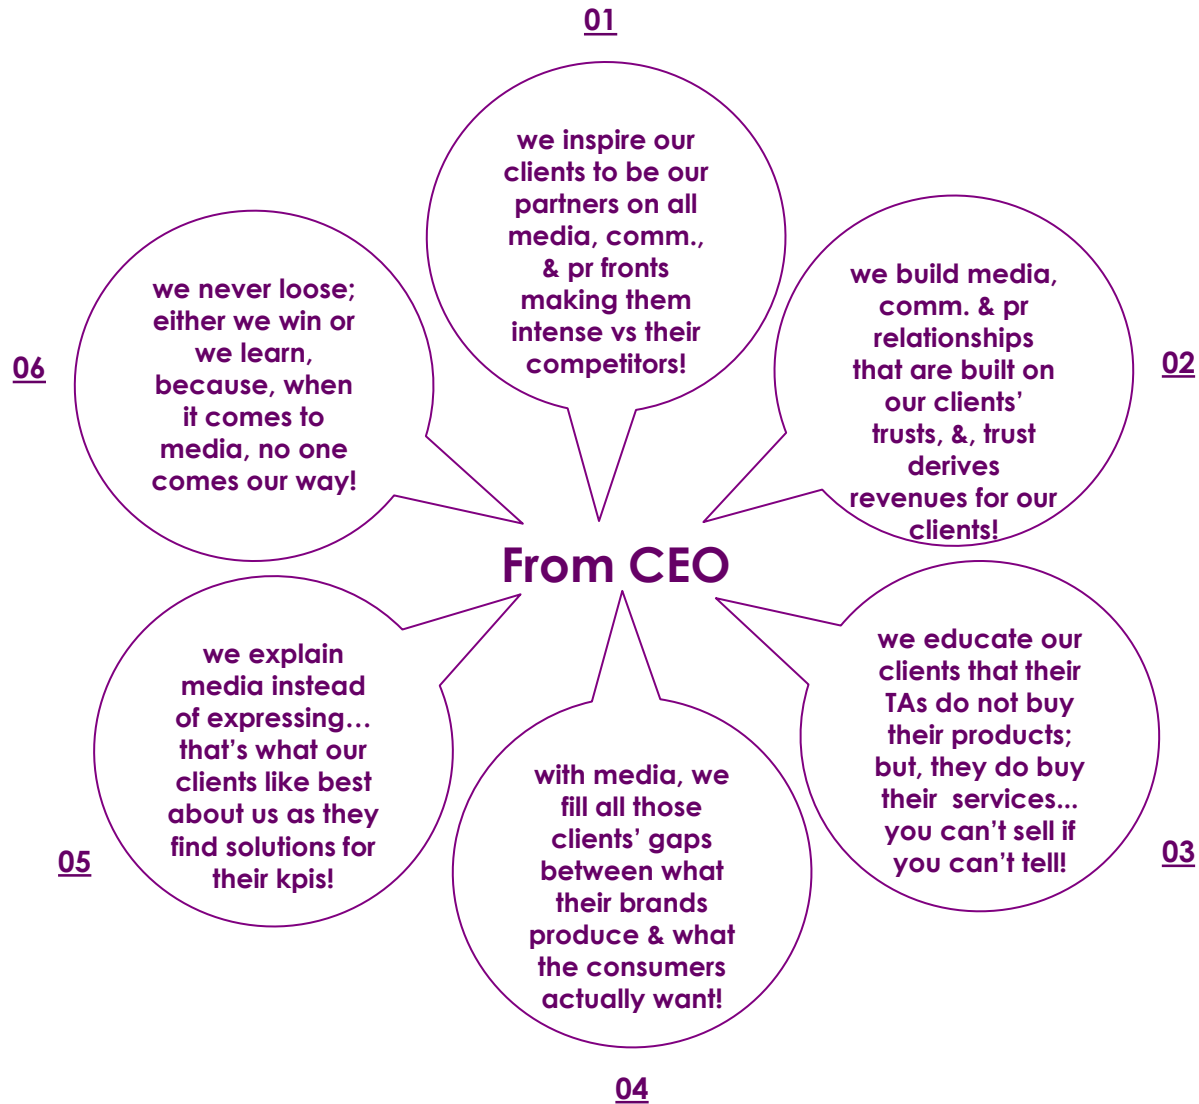 01
we inspire our
clients to be our
partners on all
media, comm.,
& pr fronts
making them
intense vs their
competitors!
02
we build media,
comm. & pr
relationships
that are built on
our clients’
trusts, &, trust
derives
revenues for our
clients!
From CEO
03
we educate our
clients that their
TAs do not buy
their products;
but, they do buy
their  services...
you can’t sell if
you can’t tell!
04
with media, we
fill all those
clients’ gaps
between what
their brands
produce & what
the consumers
actually want!
05
we explain
media instead
of expressing…
that’s what our
clients like best
about us as they
find solutions for
their kpis!
06
we never loose;
either we win or
we learn,
because, when
it comes to
media, no one
comes our way!